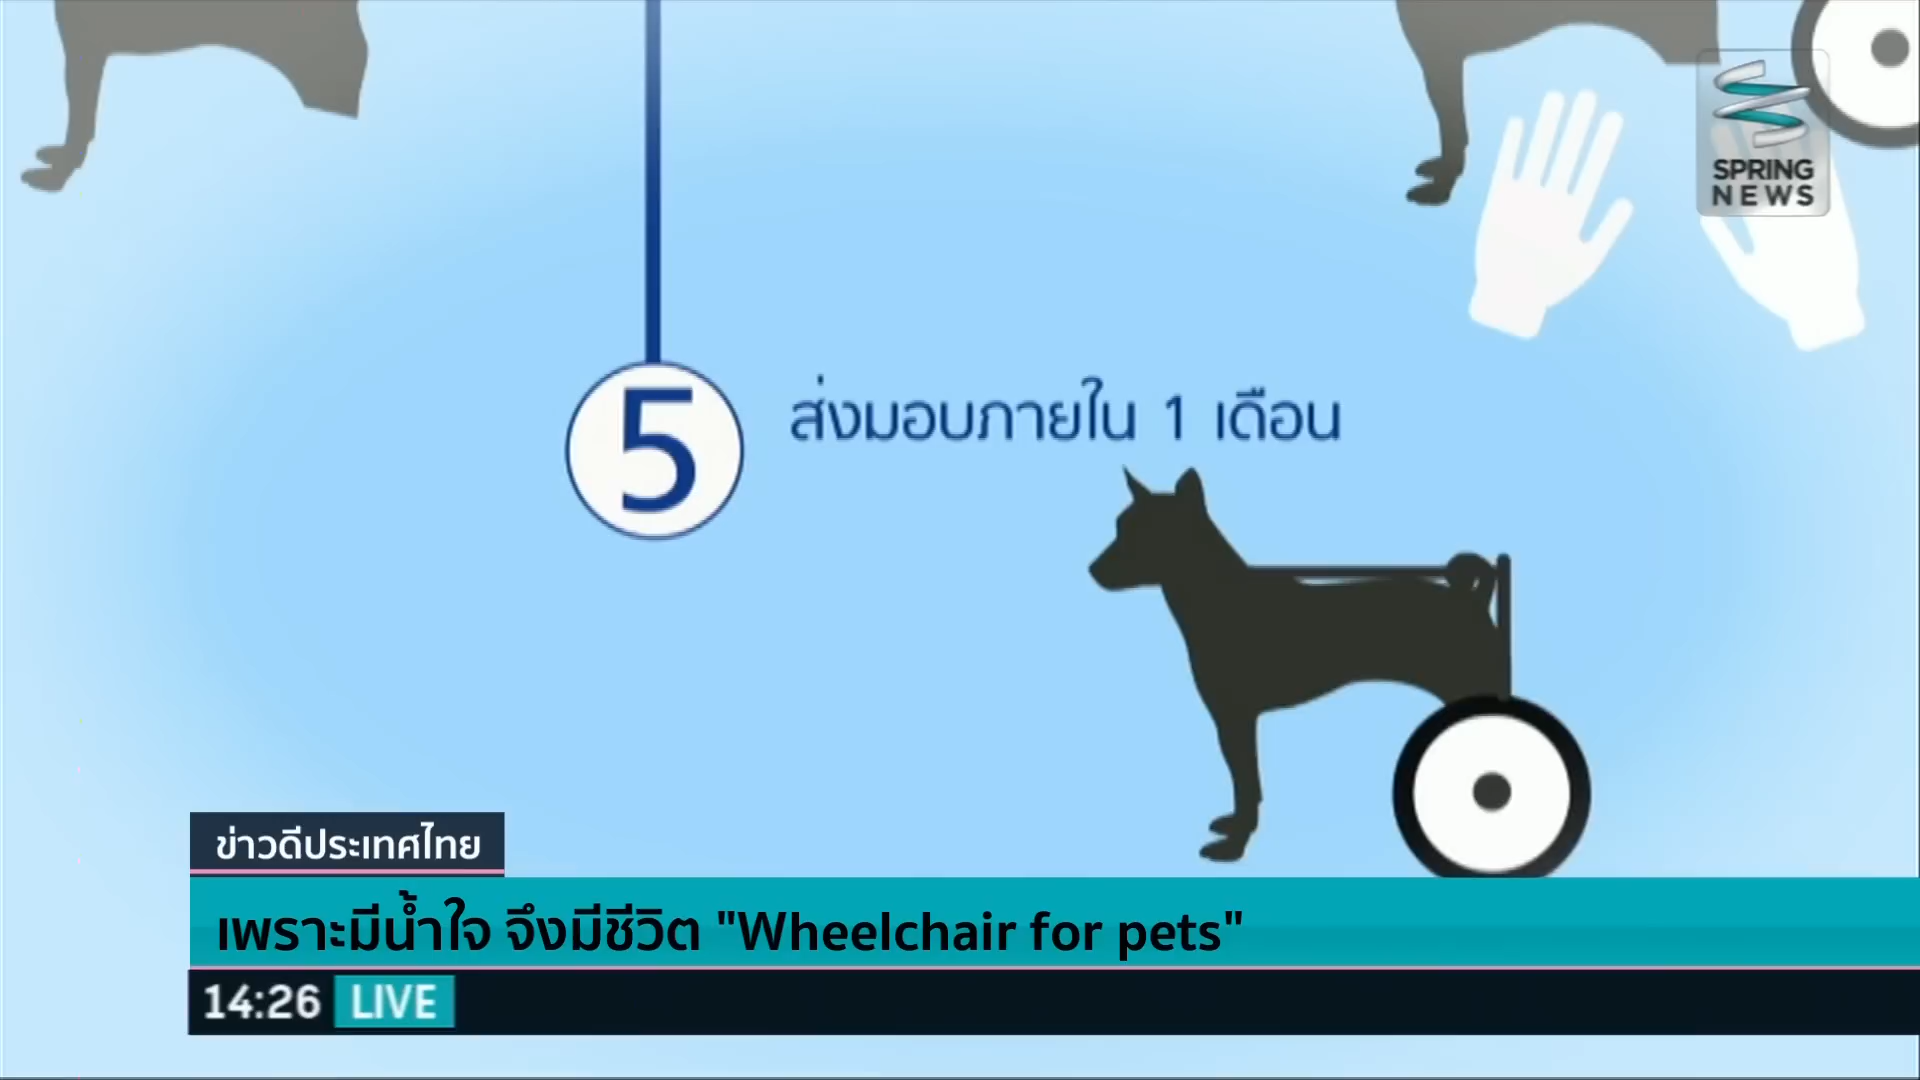 SPRING
NEWS
5
ส่งมอบภายใน 1 เดือน
ข่าวดีประเทศไทย
เพราะมีน้ำใจ จึงมีชีวิต "Wheelchair for pets"
14:26 LIVE